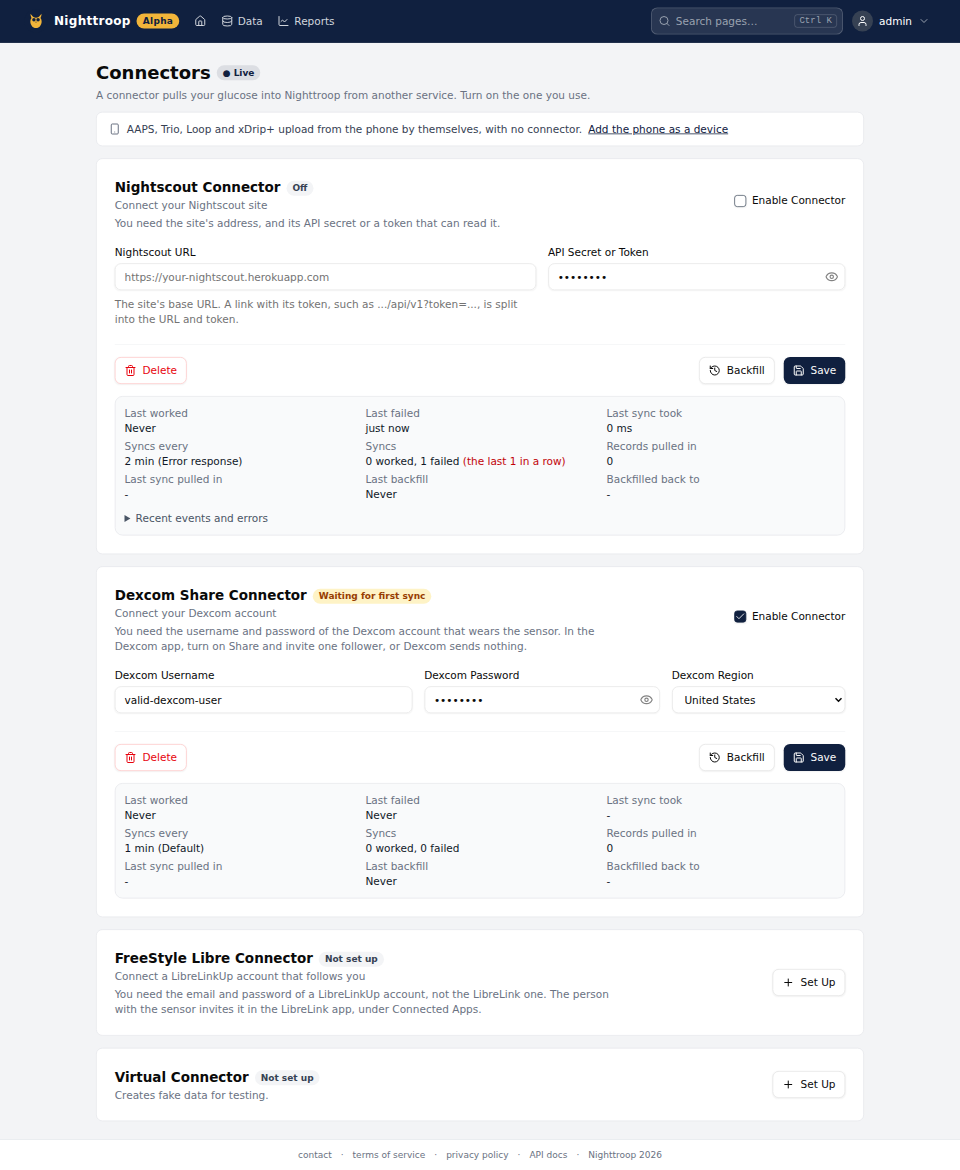 Nighttroop Alpha Data Reports Search pages... Ctrl K admin
Connectors Live
A connector pulls your glucose into Nighttroop from another service. Turn on the one you use.
AAPS, Trio, Loop and xDrip+ upload from the phone by themselves, with no connector. Add the phone as a device
Nightscout Connector Off
Connect your Nightscout site
You need the site's address, and its API secret or a token that can read it.
Enable Connector
Nightscout URL
API Secret or Token
https://your-nightscout.herokuapp.com
••••••••
The site's base URL. A link with its token, such as .../api/v1?token=..., is split
into the URL and token.
Delete
Backfill
Save
Last worked
Never
Last failed
just now
Last sync took
0 ms
Syncs every
2 min (Error response)
Syncs
0 worked, 1 failed (the last 1 in a row)
Records pulled in
0
Last sync pulled in
-
Last backfill
Never
Backfilled back to
-
Recent events and errors
Dexcom Share Connector Waiting for first sync
Connect your Dexcom account
You need the username and password of the Dexcom account that wears the sensor. In the
Dexcom app, turn on Share and invite one follower, or Dexcom sends nothing.
Enable Connector
Dexcom Username
Dexcom Password
Dexcom Region
valid-dexcom-user
••••••••
United States
Delete
Backfill
Save
Last worked
Never
Last failed
Never
Last sync took
-
Syncs every
1 min (Default)
Syncs
0 worked, 0 failed
Records pulled in
0
Last sync pulled in
-
Last backfill
Never
Backfilled back to
-
FreeStyle Libre Connector Not set up
Connect a LibreLinkUp account that follows you
You need the email and password of a LibreLinkUp account, not the LibreLink one. The person
with the sensor invites it in the LibreLink app, under Connected Apps.
Set Up
Virtual Connector Not set up
Creates fake data for testing.
Set Up
contact · terms of service · privacy policy · API docs · Nighttroop 2026